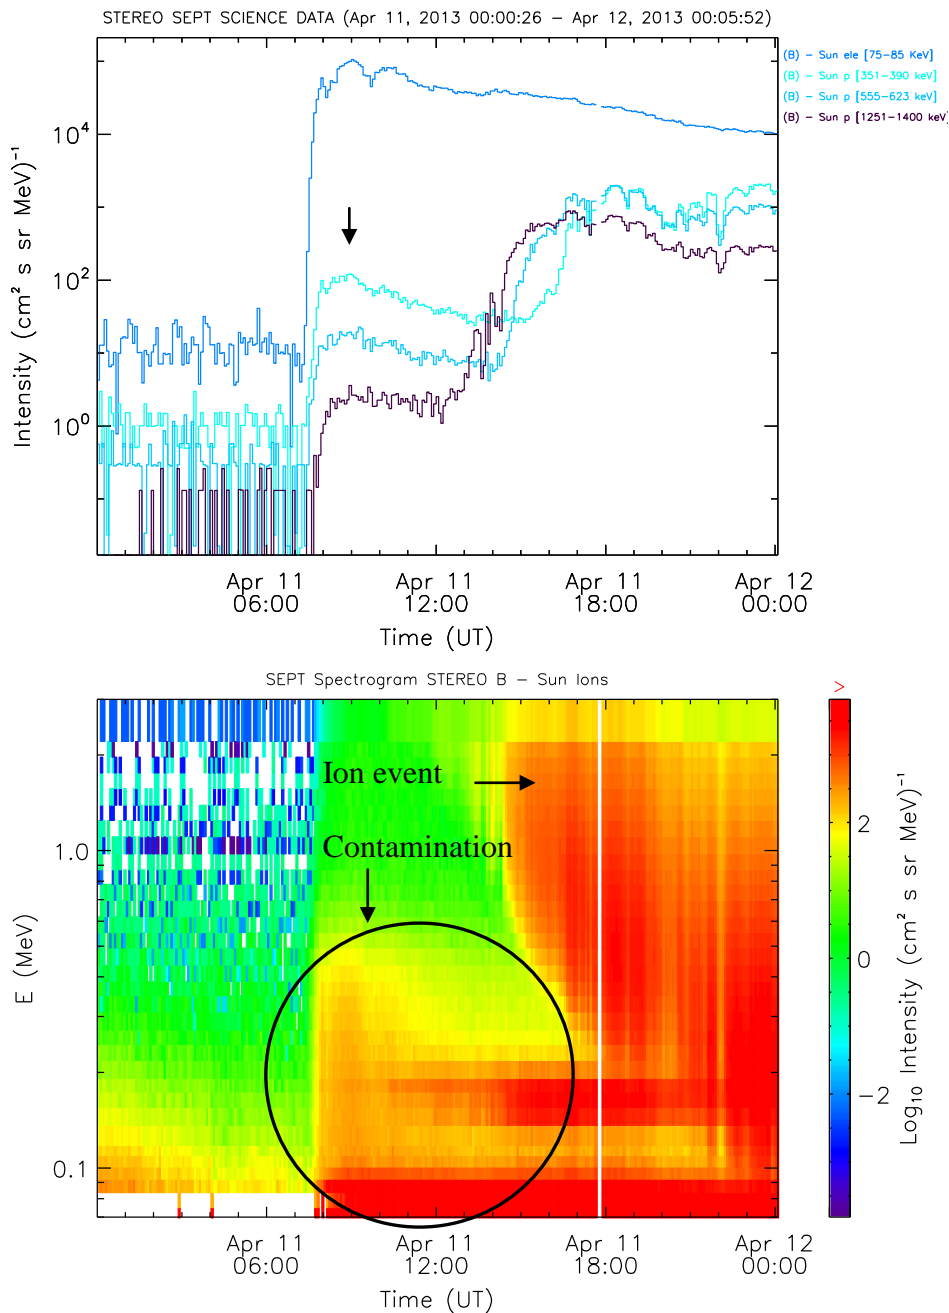 STEREO SEPT SCIENCE DATA (Apr 11, 2013 00:00:26 – Apr 12, 2013 00:05:52)
(B) – Sun ele [75–85 KeV]
(B) – Sun p [351–390 keV]
(B) – Sun p [555–623 keV]
(B) – Sun p [1251–1400 keV]
Intensity (cm² s sr MeV)⁻¹
10⁴
10²
10⁰
Apr 11 Apr 11 Apr 11 Apr 12
06:00 12:00 18:00 00:00
Time (UT)
SEPT Spectrogram STEREO B – Sun Ions
>
Ion event
Contamination
E (MeV)
1.0
0.1
2
0
−2
Log₁₀ Intensity (cm² s sr MeV)⁻¹
Apr 11 Apr 11 Apr 11 Apr 12
06:00 12:00 18:00 00:00
Time (UT)